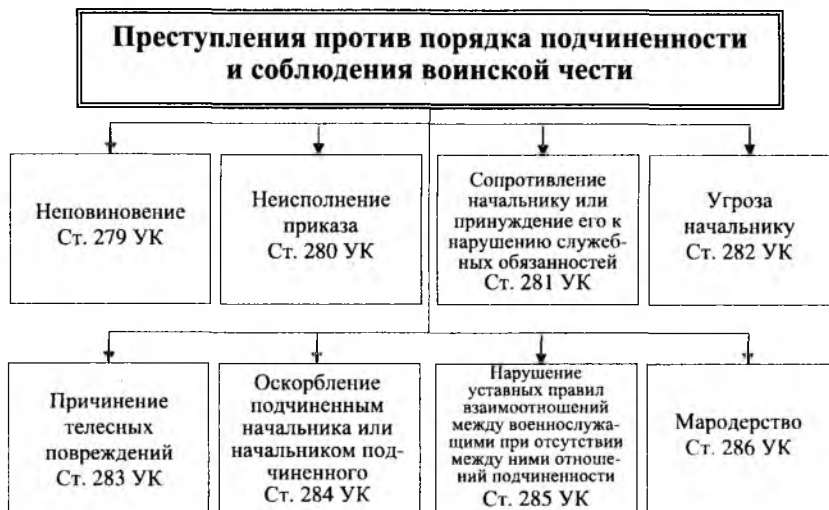 Преступления против порядка подчиненности
и соблюдения воинской чести
Неповиновение
Ст. 279 УК
Неисполнение
приказа
Ст. 280 УК
Сопротивление
начальнику или
принуждение его к
нарушению служеб-
ных обязанностей
Ст. 281 УК
Угроза
начальнику
Ст. 282 УК
Причинение
телесных
повреждений
Ст. 283 УК
Оскорбление
подчиненным
начальника или
начальником под-
чиненного
Ст. 284 УК
Нарушение
уставных правил
взаимоотношений
между военнослужа-
щими при отсутствии
между ними отноше-
ний подчиненности
Ст. 285 УК
Мародерство
Ст. 286 УК